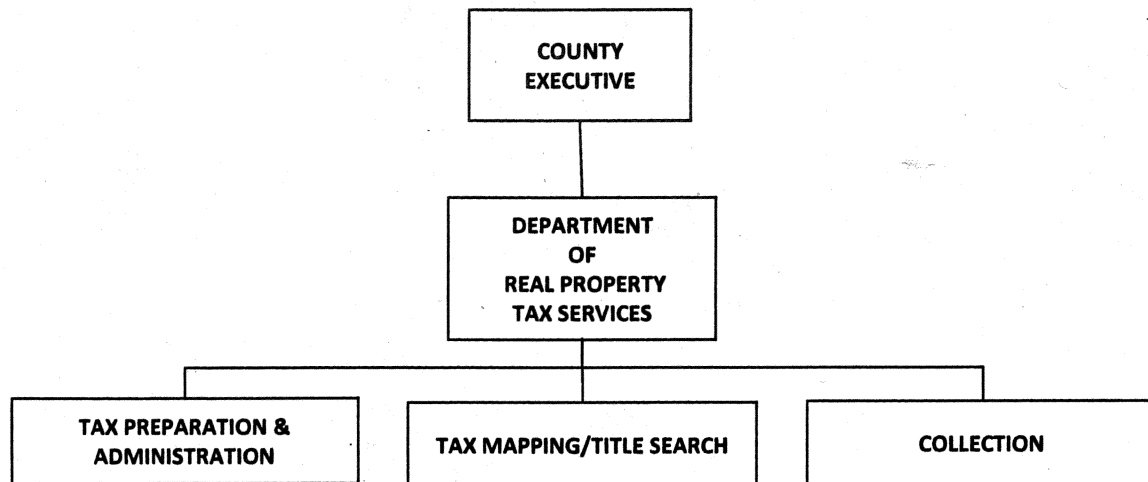 COUNTY
EXECUTIVE
DEPARTMENT
OF
REAL PROPERTY
TAX SERVICES
TAX PREPARATION &
ADMINISTRATION
TAX MAPPING/TITLE SEARCH
COLLECTION